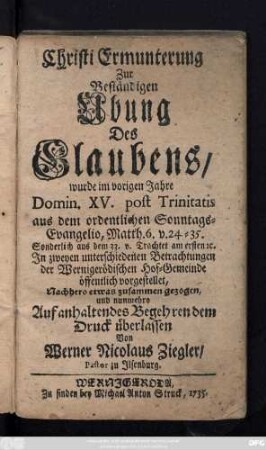 Christi Ermunterung
Zur
Beständigen
Ubung
Des
Glaubens/
wurde im vorigen Jahre
Domin. XV. post Trinitatis
aus dem ordentlichen Sonntags-
Evangelio, Matth. 6. v. 24-35.
Sonderlich aus dem 33. v. Trachtet am ersten ꝛc.
In zweyen unterschiedenen Betrachtungen
der Wernigerödischen Hof-Gemeinde
öffentlich vorgestellet,
Nachhero etwas zusammen gezogen,
und nunmehro
Auf anhaltendes Begehren dem
Druck überlassen
Von
Werner Nicolaus Ziegler/
Pastor zu Ilsenburg.
WERNIGERODA,
Zu finden bey Michael Anton Struck, 1735.